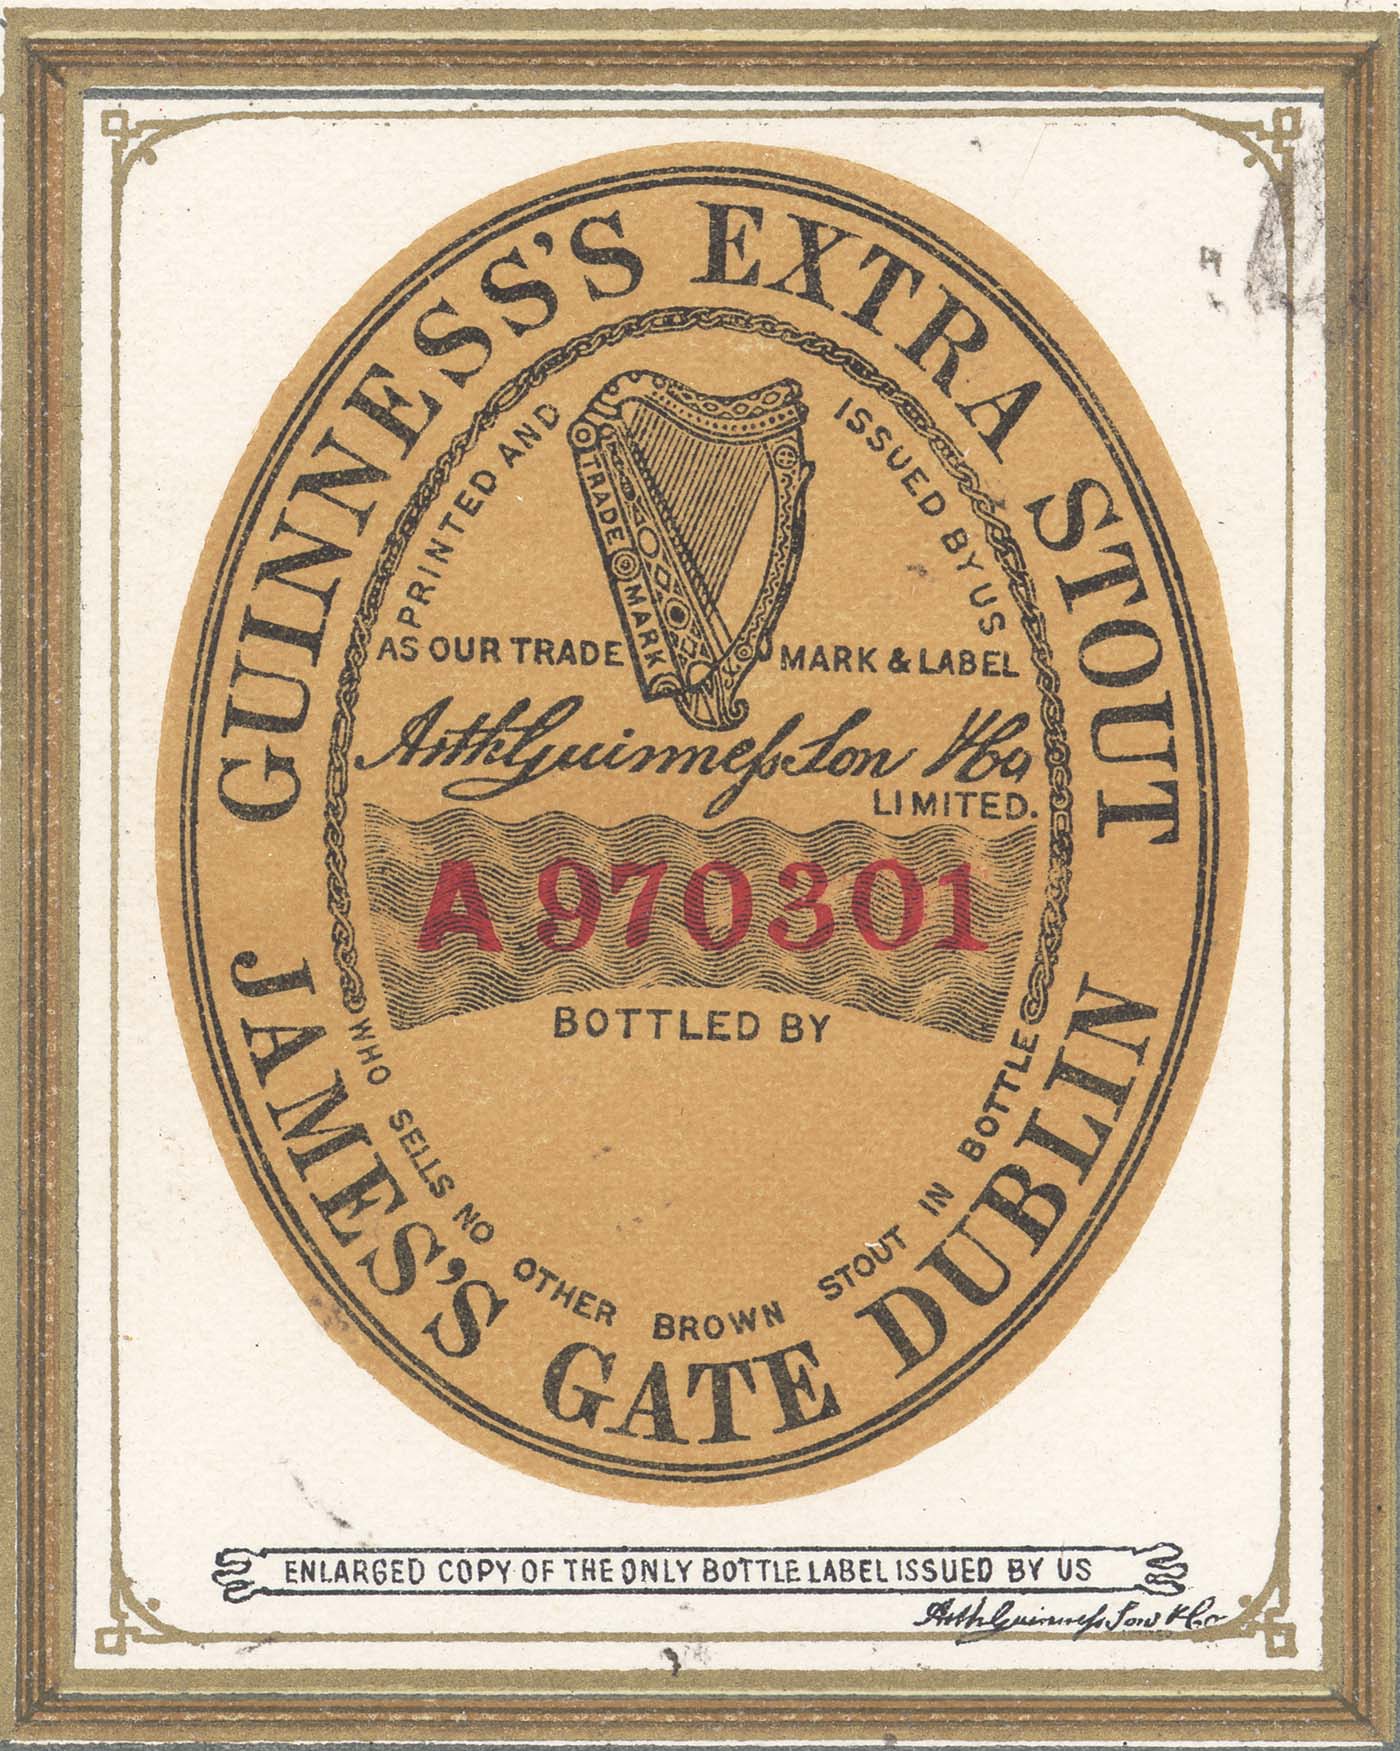 GUINNESS'S EXTRA STOUT
PRINTED AND
ISSUED BY US
TRADE MARK
AS OUR TRADE MARK & LABEL
Arth Guinness Son & Co
LIMITED.
A 970301
BOTTLED BY
WHO SELLS NO OTHER BROWN STOUT IN BOTTLE
JAMES'S GATE DUBLIN
ENLARGED COPY OF THE ONLY BOTTLE LABEL ISSUED BY US
Arth Guinness Son & Co